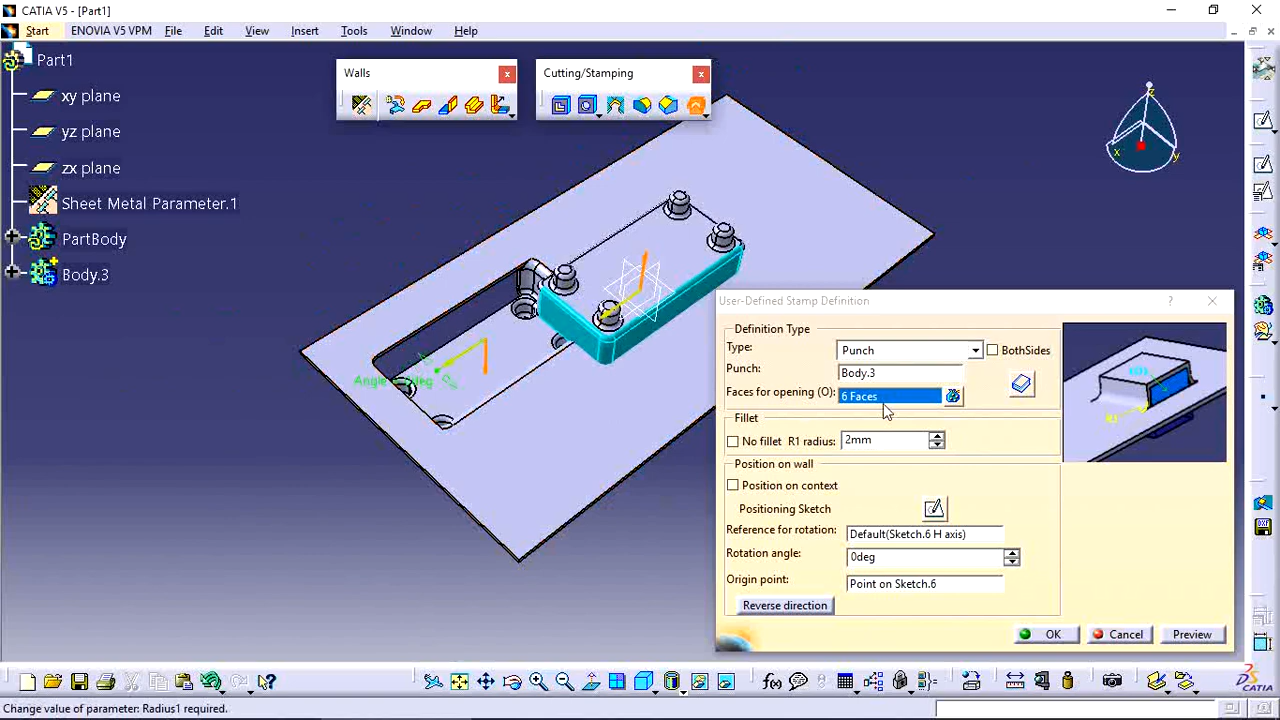 CATIA V5 - [Part1]
Start ENOVIA V5 VPM File Edit View Insert Tools Window Help
Part1
xy plane
yz plane
zx plane
Sheet Metal Parameter.1
PartBody
Body.3
Walls
Cutting/Stamping
z
x
y
User-Defined Stamp Definition
Definition Type
Type: Punch BothSides
Punch: Body.3
Faces for opening (O): 6 Faces
Fillet
No fillet R1 radius: 2mm
Position on wall
Position on context
Positioning Sketch
Reference for rotation: Default(Sketch.6 H axis)
Rotation angle: 0deg
Origin point: Point on Sketch.6
Reverse direction
OK Cancel Preview
Change value of parameter: Radius1 required.
CATIA